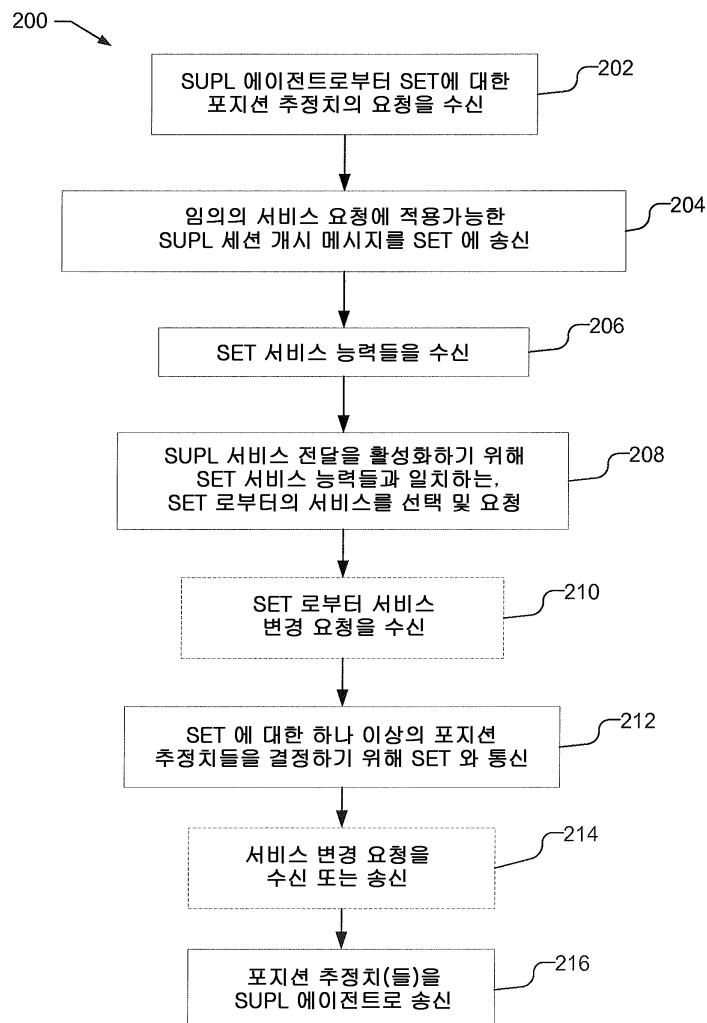 200
SUPL 에이전트로부터 SET에 대한
포지션 추정치의 요청을 수신
202
임의의 서비스 요청에 적용가능한
SUPL 세션 개시 메시지를 SET 에 송신
204
SET 서비스 능력들을 수신
206
SUPL 서비스 전달을 활성화하기 위해
SET 서비스 능력들과 일치하는,
SET 로부터의 서비스를 선택 및 요청
208
SET 로부터 서비스
변경 요청을 수신
210
SET 에 대한 하나 이상의 포지션
추정치들을 결정하기 위해 SET 와 통신
212
서비스 변경 요청을
수신 또는 송신
214
포지션 추정치(들)을
SUPL 에이전트로 송신
216